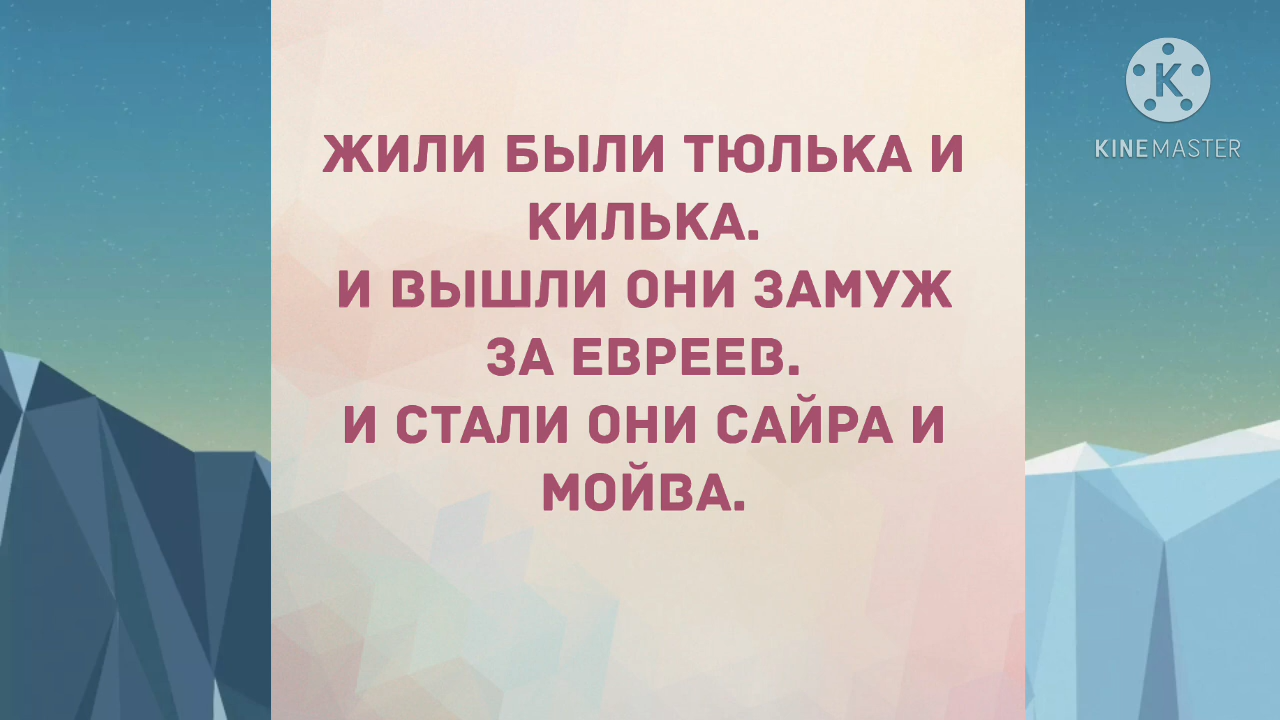 ЖИЛИ БЫЛИ ТЮЛЬКА И
КИЛЬКА.
И ВЫШЛИ ОНИ ЗАМУЖ
ЗА ЕВРЕЕВ.
И СТАЛИ ОНИ САЙРА И
МОЙВА.
K
KINEMASTER